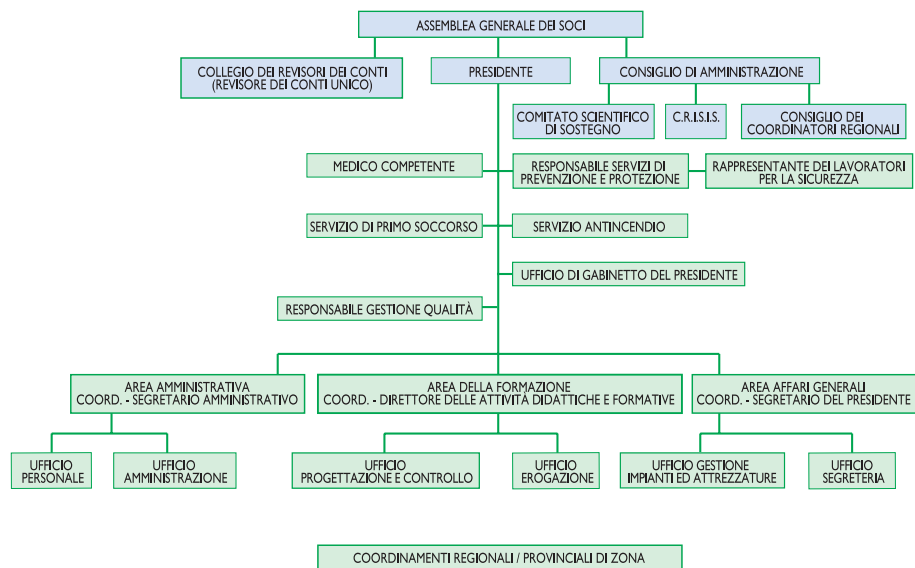 ASSEMBLEA GENERALE DEI SOCI
COLLEGIO DEI REVISORI DEI CONTI
(REVISORE DEI CONTI UNICO)
PRESIDENTE
CONSIGLIO DI AMMINISTRAZIONE
COMITATO SCIENTIFICO
DI SOSTEGNO
C.R.I.S.I.S.
CONSIGLIO DEI
COORDINATORI REGIONALI
MEDICO COMPETENTE
RESPONSABILE SERVIZI DI
PREVENZIONE E PROTEZIONE
RAPPRESENTANTE DEI LAVORATORI
PER LA SICUREZZA
SERVIZIO DI PRIMO SOCCORSO
SERVIZIO ANTINCENDIO
UFFICIO DI GABINETTO DEL PRESIDENTE
RESPONSABILE GESTIONE QUALITÀ
AREA AMMINISTRATIVA
COORD. - SEGRETARIO AMMINISTRATIVO
AREA DELLA FORMAZIONE
COORD. - DIRETTORE DELLE ATTIVITÀ DIDATTICHE E FORMATIVE
AREA AFFARI GENERALI
COORD. - SEGRETARIO DEL PRESIDENTE
UFFICIO
PERSONALE
UFFICIO
AMMINISTRAZIONE
UFFICIO
PROGETTAZIONE E CONTROLLO
UFFICIO
EROGAZIONE
UFFICIO GESTIONE
IMPIANTI ED ATTREZZATURE
UFFICIO
SEGRETERIA
COORDINAMENTI REGIONALI / PROVINCIALI DI ZONA